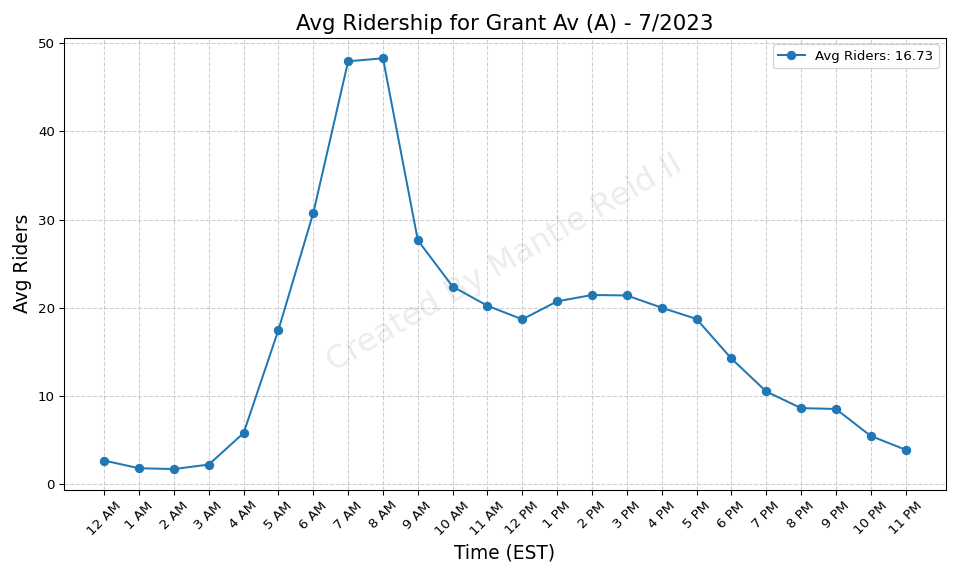 Avg Ridership for Grant Av (A) - 7/2023
Avg Riders: 16.73
Avg Riders
50
40
30
20
10
0
Created By Mantle Reid II
12 AM
1 AM
2 AM
3 AM
4 AM
5 AM
6 AM
7 AM
8 AM
9 AM
10 AM
11 AM
12 PM
1 PM
2 PM
3 PM
4 PM
5 PM
6 PM
7 PM
8 PM
9 PM
10 PM
11 PM
Time (EST)